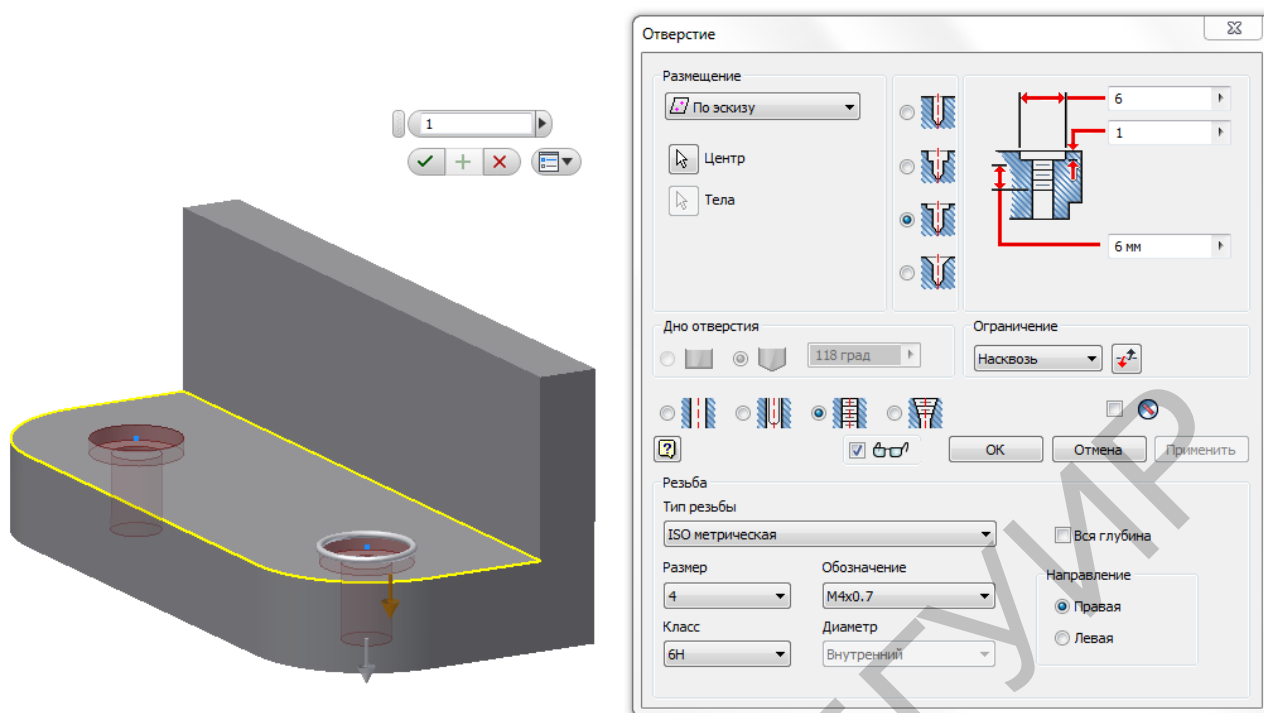 1
Отверстие
Размещение
По эскизу
Центр
Тела
6
1
6 мм
Дно отверстия
118 град
Ограничение
Насквозь
ОК
Отмена
Применить
Резьба
Тип резьбы
ISO метрическая
Вся глубина
Размер
Обозначение
4
M4x0.7
Класс
Диаметр
6H
Внутренний
Направление
Правая
Левая
ГУИР